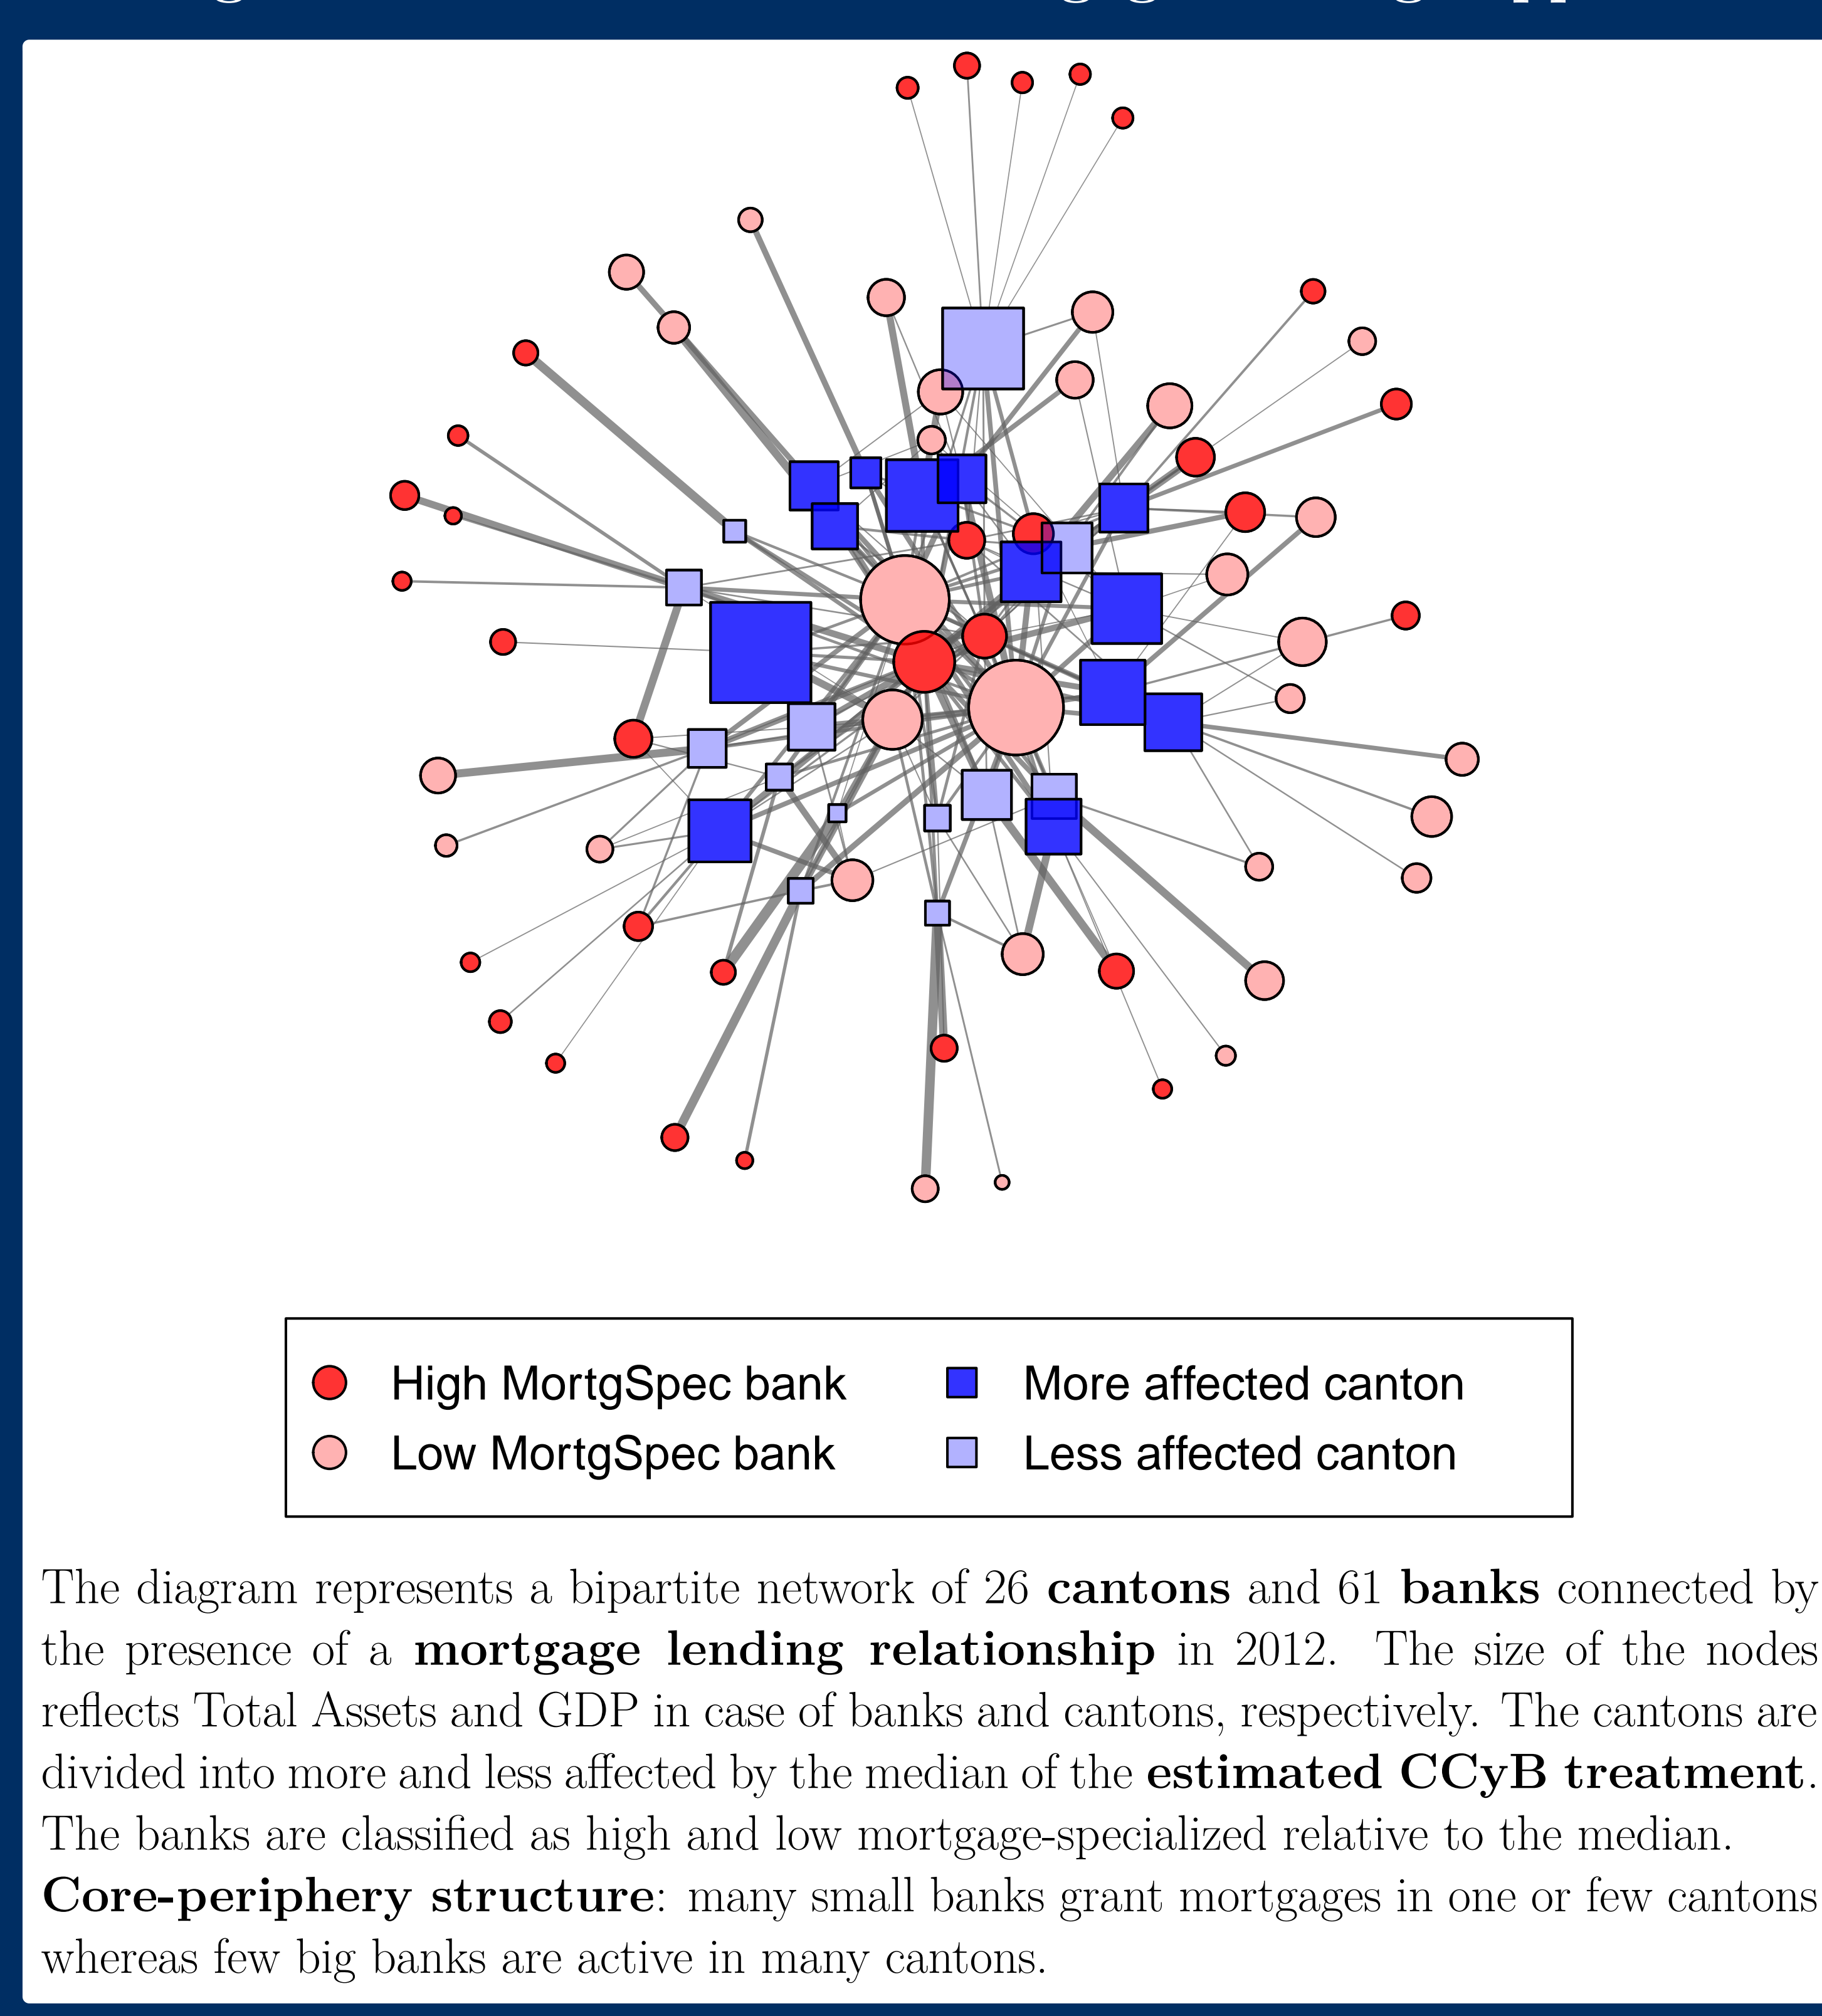 High MortgSpec bank
More affected canton
Low MortgSpec bank
Less affected canton
The diagram represents a bipartite network of 26 cantons and 61 banks connected by
the presence of a mortgage lending relationship in 2012. The size of the nodes
reflects Total Assets and GDP in case of banks and cantons, respectively. The cantons are
divided into more and less affected by the median of the estimated CCyB treatment.
The banks are classified as high and low mortgage-specialized relative to the median.
Core-periphery structure: many small banks grant mortgages in one or few cantons
whereas few big banks are active in many cantons.